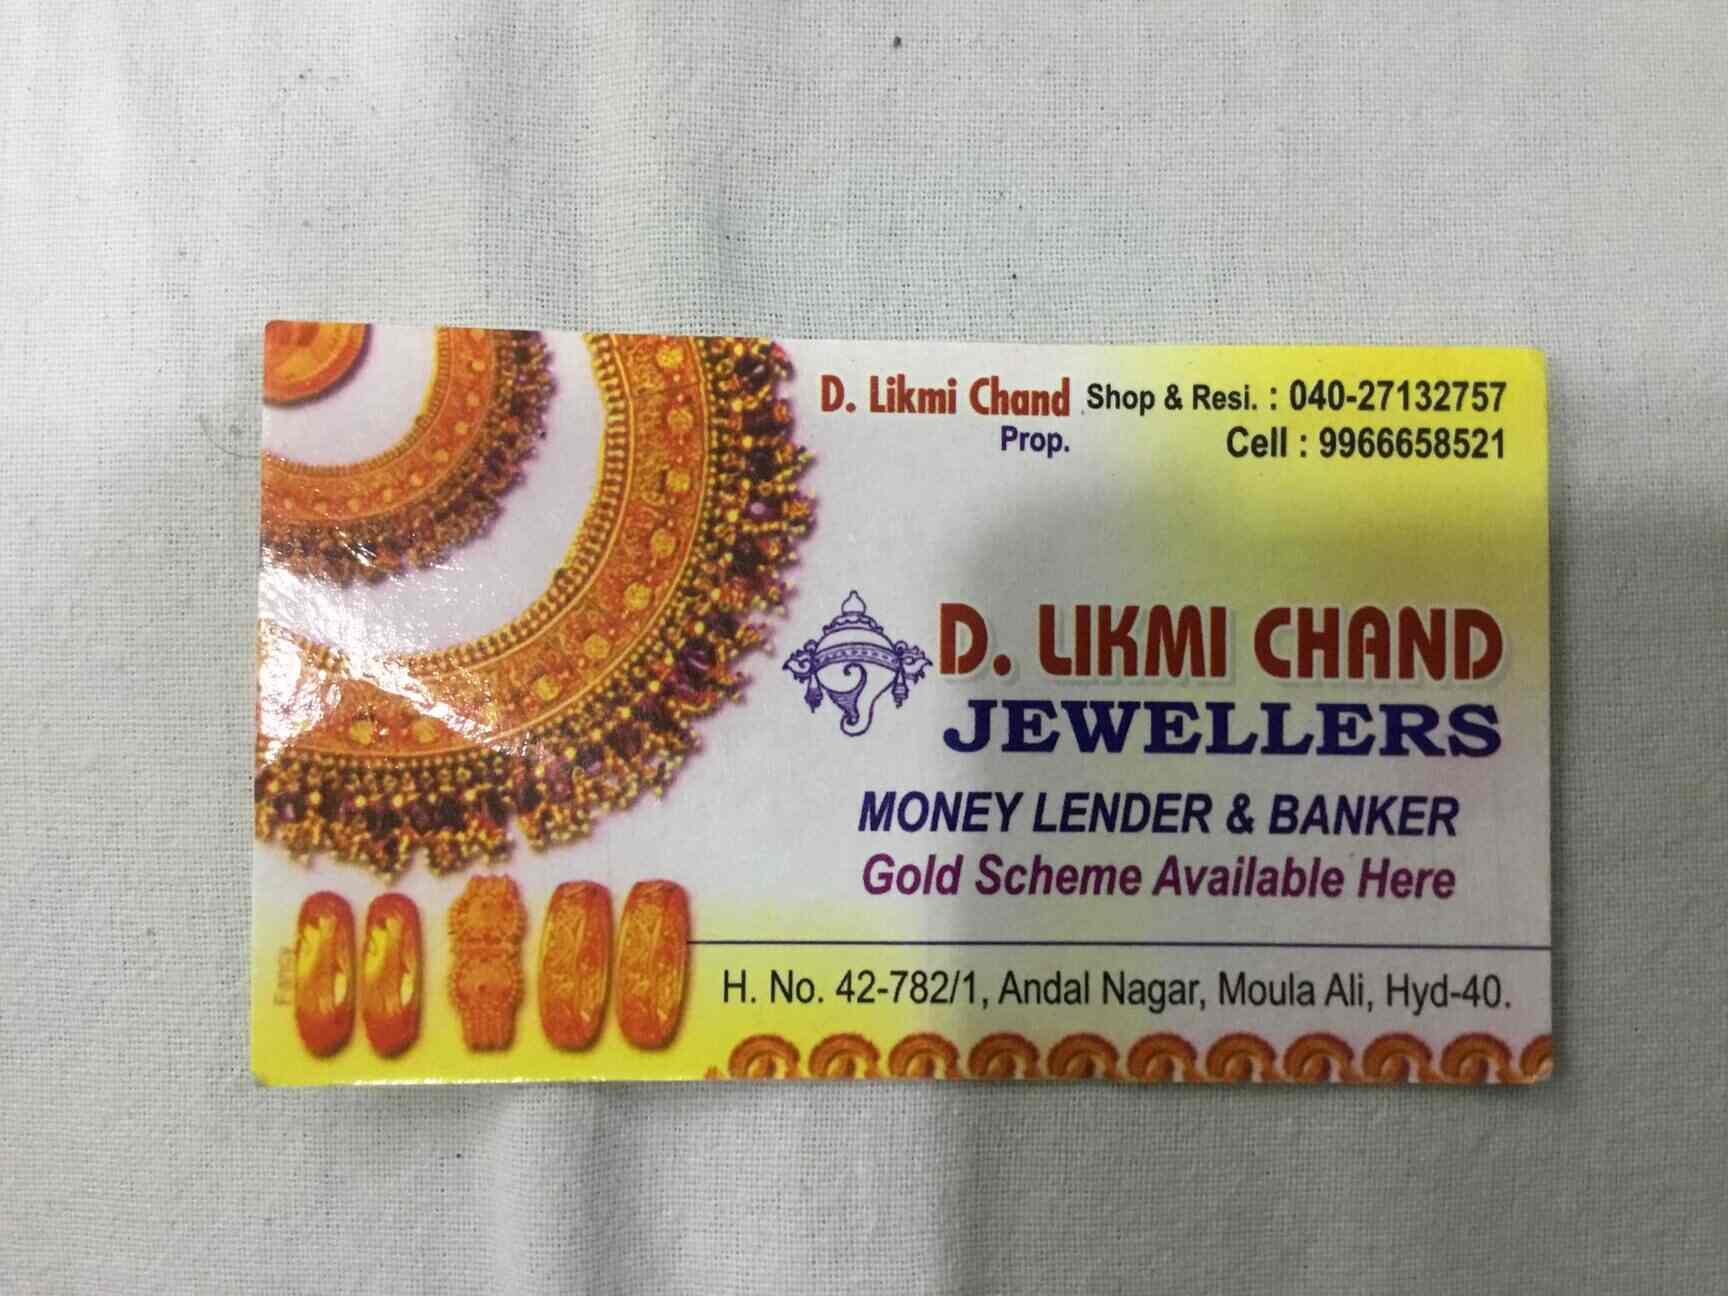 D. Likmi Chand Shop & Resi. : 040-27132757
Prop. Cell : 9966658521
D. LIKMI CHAND
JEWELLERS
MONEY LENDER & BANKER
Gold Scheme Available Here
Fancy
H. No. 42-782/1, Andal Nagar, Moula Ali, Hyd-40.